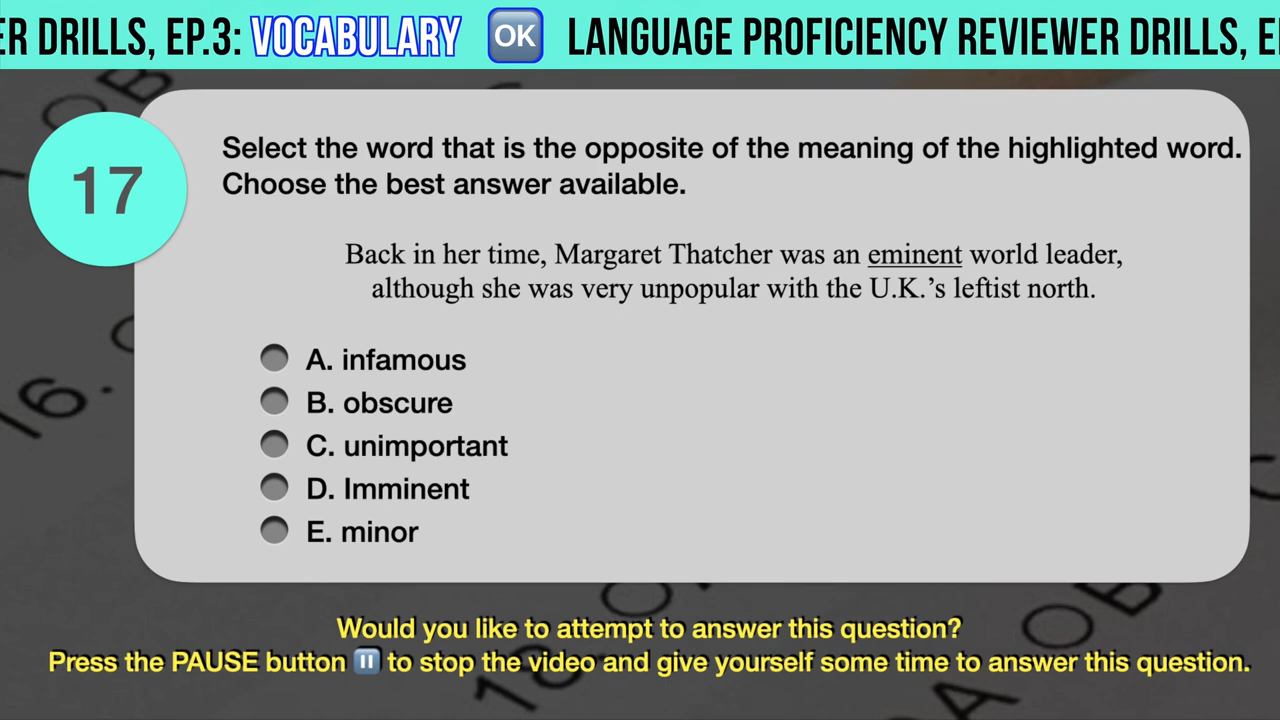 ER DRILLS, EP.3: VOCABULARY 🆗 LANGUAGE PROFICIENCY REVIEWER DRILLS, E
17
Select the word that is the opposite of the meaning of the highlighted word.
Choose the best answer available.
Back in her time, Margaret Thatcher was an eminent world leader,
although she was very unpopular with the U.K.’s leftist north.
A. infamous
B. obscure
C. unimportant
D. Imminent
E. minor
16.
Would you like to attempt to answer this question?
Press the PAUSE button ⏸️ to stop the video and give yourself some time to answer this question.